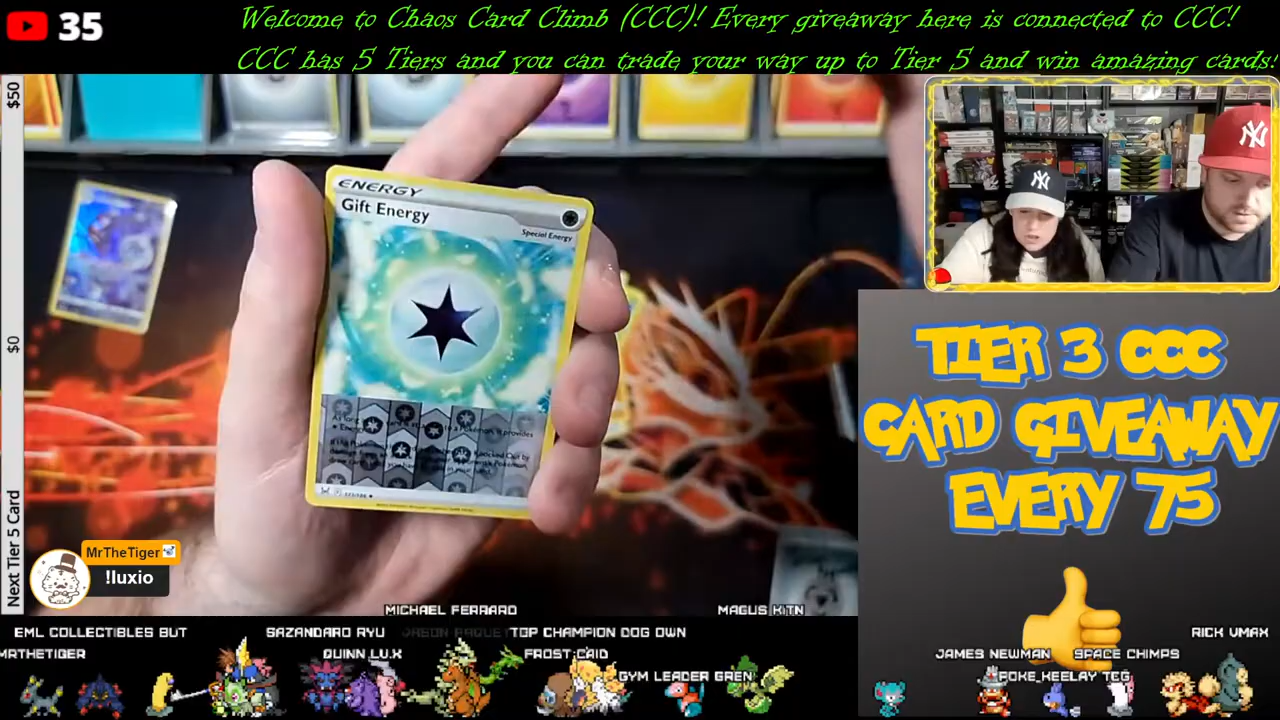 35
Welcome to Chaos Card Climb (CCC)! Every giveaway here is connected to CCC!
CCC has 5 Tiers and you can trade your way up to Tier 5 and win amazing cards!
$50
$0
Next Tier 5 Card
ENERGY
Gift Energy
Special Energy
NY
NY
TIER 3 CCC
CARD GIVEAWAY
EVERY 75
MrTheTiger
!luxio
MICHAEL FERRARO
MAGUS KITN
EML COLLECTIBLES BUT
SAZANDARO RYU
TOP CHAMPION DOG OWN
RICK VMAX
MRTHETIGER
QUINN LU.X
FROST CAID
JAMES NEWMAN
SPACE CHIMPS
GYM LEADER GREN
POKE_KEELAY TCG